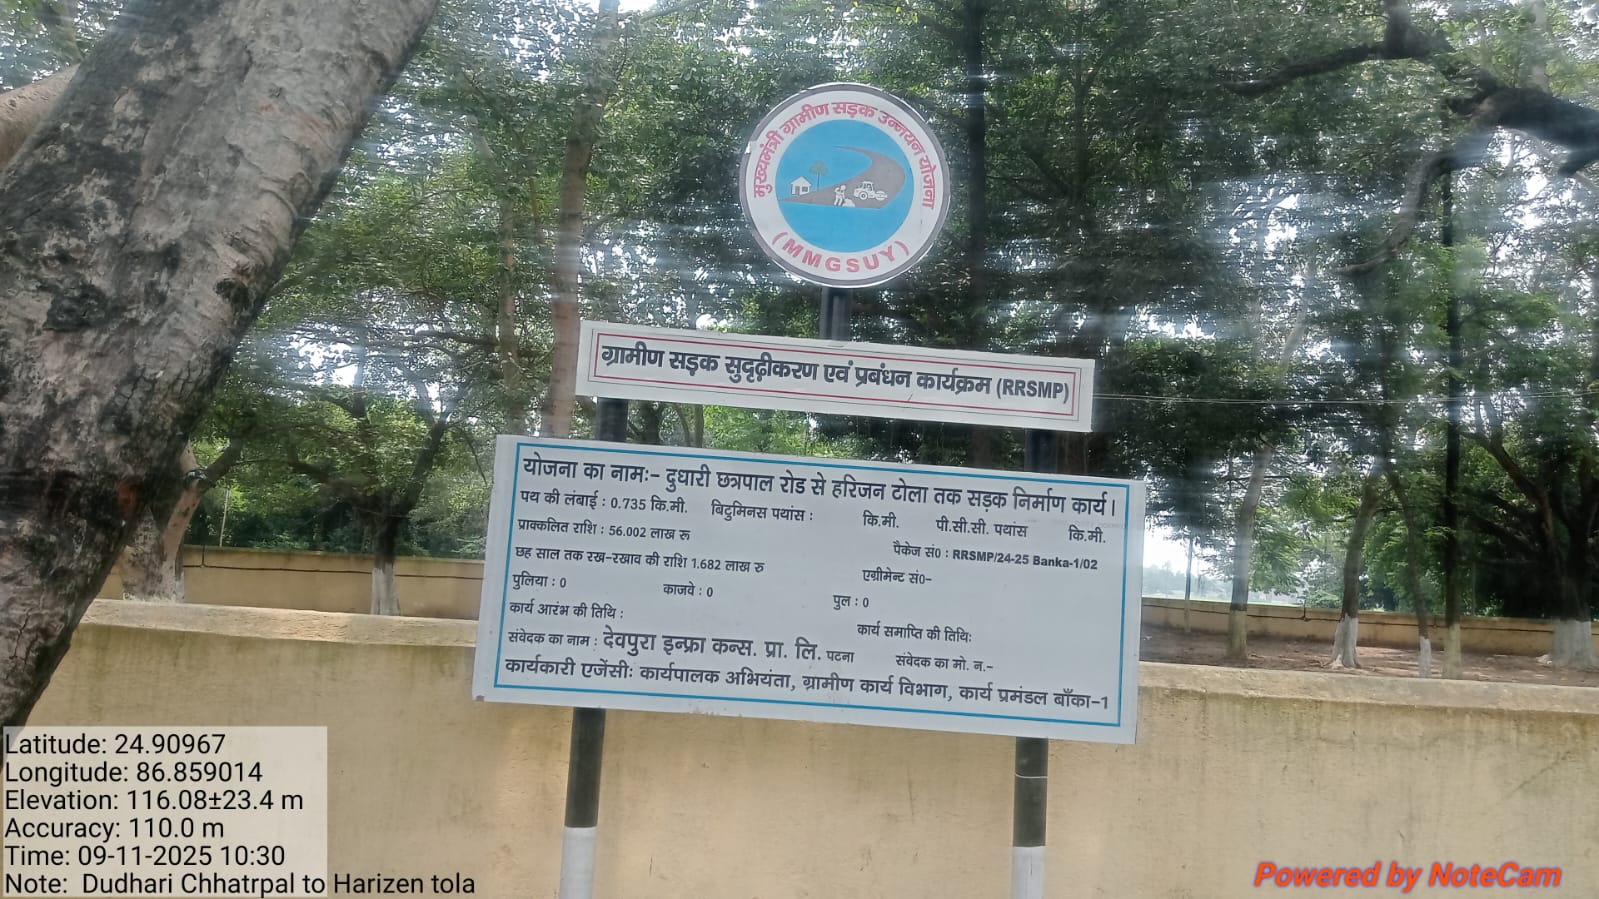 मुख्यमंत्री ग्रामीण सड़क उन्नयन योजना
(MMGSUY)
ग्रामीण सड़क सुदृढ़ीकरण एवं प्रबंधन कार्यक्रम (RRSMP)
योजना का नाम:- दुधारी छत्रपाल रोड से हरिजन टोला तक सड़क निर्माण कार्य।
पथ की लंबाई : 0.735 कि.मी. बिटुमिनस पथांस : कि.मी. पी.सी.सी. पथांस कि.मी.
प्राक्कलित राशि : 56.002 लाख रू पैकेज सं0 : RRSMP/24-25 Banka-1/02
छह साल तक रख-रखाव की राशि 1.682 लाख रु एग्रीमेन्ट सं0-
पुलिया : 0 काजवे : 0 पुल : 0
कार्य आरंभ की तिथि : कार्य समाप्ति की तिथि:
संवेदक का नाम : देवपुरा इन्फ्रा कन्स. प्रा. लि. पटना संवेदक का मो. न.-
कार्यकारी एजेंसी: कार्यपालक अभियंता, ग्रामीण कार्य विभाग, कार्य प्रमंडल बाँका-1
Latitude: 24.90967
Longitude: 86.859014
Elevation: 116.08±23.4 m
Accuracy: 110.0 m
Time: 09-11-2025 10:30
Note: Dudhari Chhatrpal to Harizen tola
Powered by NoteCam